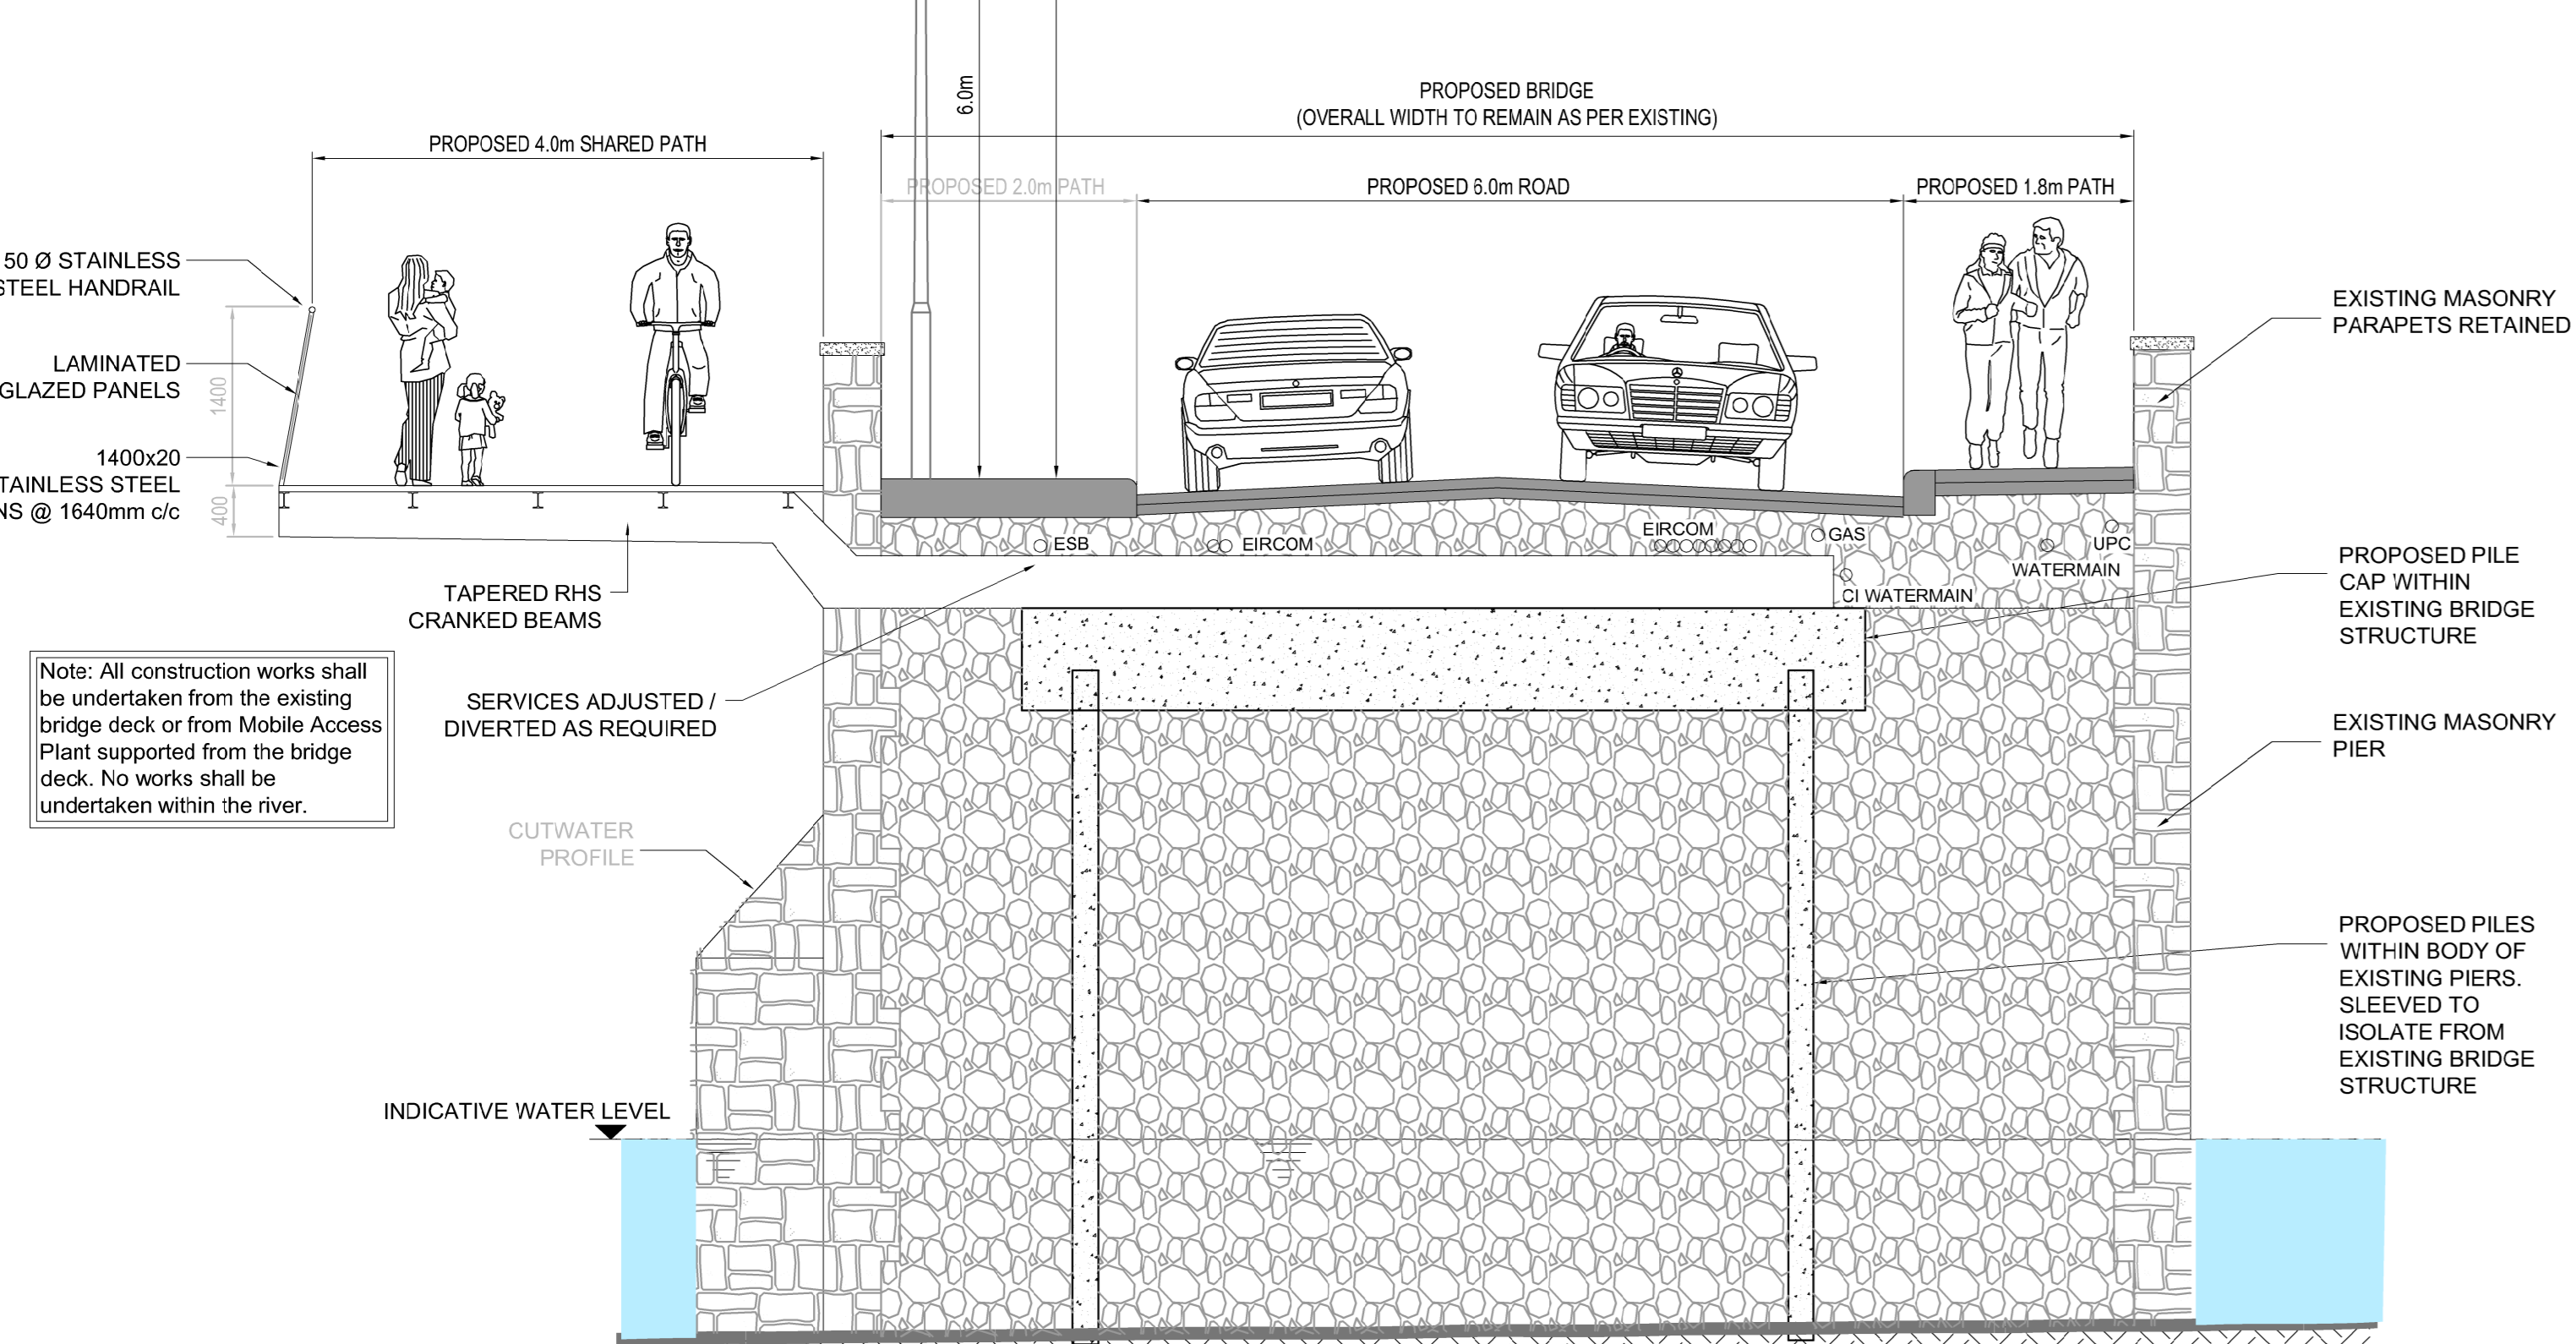 6.0m
PROPOSED BRIDGE
(OVERALL WIDTH TO REMAIN AS PER EXISTING)
PROPOSED 4.0m SHARED PATH
PROPOSED 2.0m PATH
PROPOSED 6.0m ROAD
PROPOSED 1.8m PATH
50 Ø STAINLESS
STEEL HANDRAIL
LAMINATED
GLAZED PANELS
1400
1400x20
TAINLESS STEEL
NS @ 1640mm c/c
400
EXISTING MASONRY
PARAPETS RETAINED
ESB
EIRCOM
EIRCOM
GAS
UPC
WATERMAIN
CI WATERMAIN
TAPERED RHS
CRANKED BEAMS
PROPOSED PILE
CAP WITHIN
EXISTING BRIDGE
STRUCTURE
Note: All construction works shall
be undertaken from the existing
bridge deck or from Mobile Access
Plant supported from the bridge
deck. No works shall be
undertaken within the river.
SERVICES ADJUSTED /
DIVERTED AS REQUIRED
EXISTING MASONRY
PIER
CUTWATER
PROFILE
PROPOSED PILES
WITHIN BODY OF
EXISTING PIERS.
SLEEVED TO
ISOLATE FROM
EXISTING BRIDGE
STRUCTURE
INDICATIVE WATER LEVEL